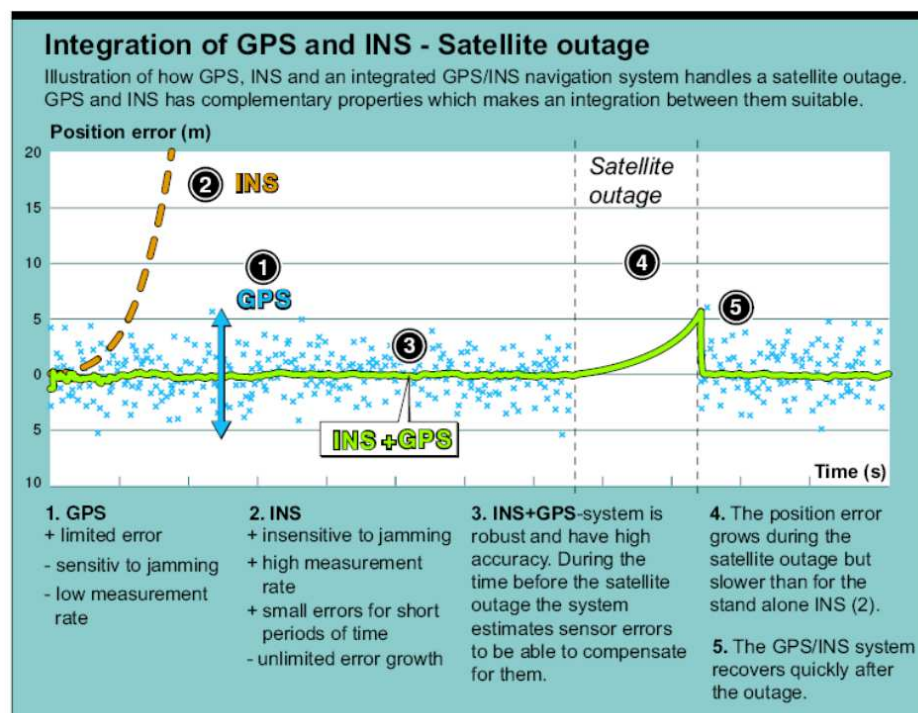 Integration of GPS and INS - Satellite outage
Illustration of how GPS, INS and an integrated GPS/INS navigation system handles a satellite outage.
GPS and INS has complementary properties which makes an integration between them suitable.
Position error (m)
20
15
10
5
0
5
10
2 INS
1
GPS
3
INS+GPS
Satellite
outage
4
5
Time (s)
1. GPS
+ limited error
- sensitiv to jamming
- low measurement
rate
2. INS
+ insensitive to jamming
+ high measurement
rate
+ small errors for short
periods of time
- unlimited error growth
3. INS+GPS-system is
robust and have high
accuracy. During the
time before the satellite
outage the system
estimates sensor errors
to be able to compensate
for them.
4. The position error
grows during the
satellite outage but
slower than for the
stand alone INS (2).
5. The GPS/INS system
recovers quickly after
the outage.